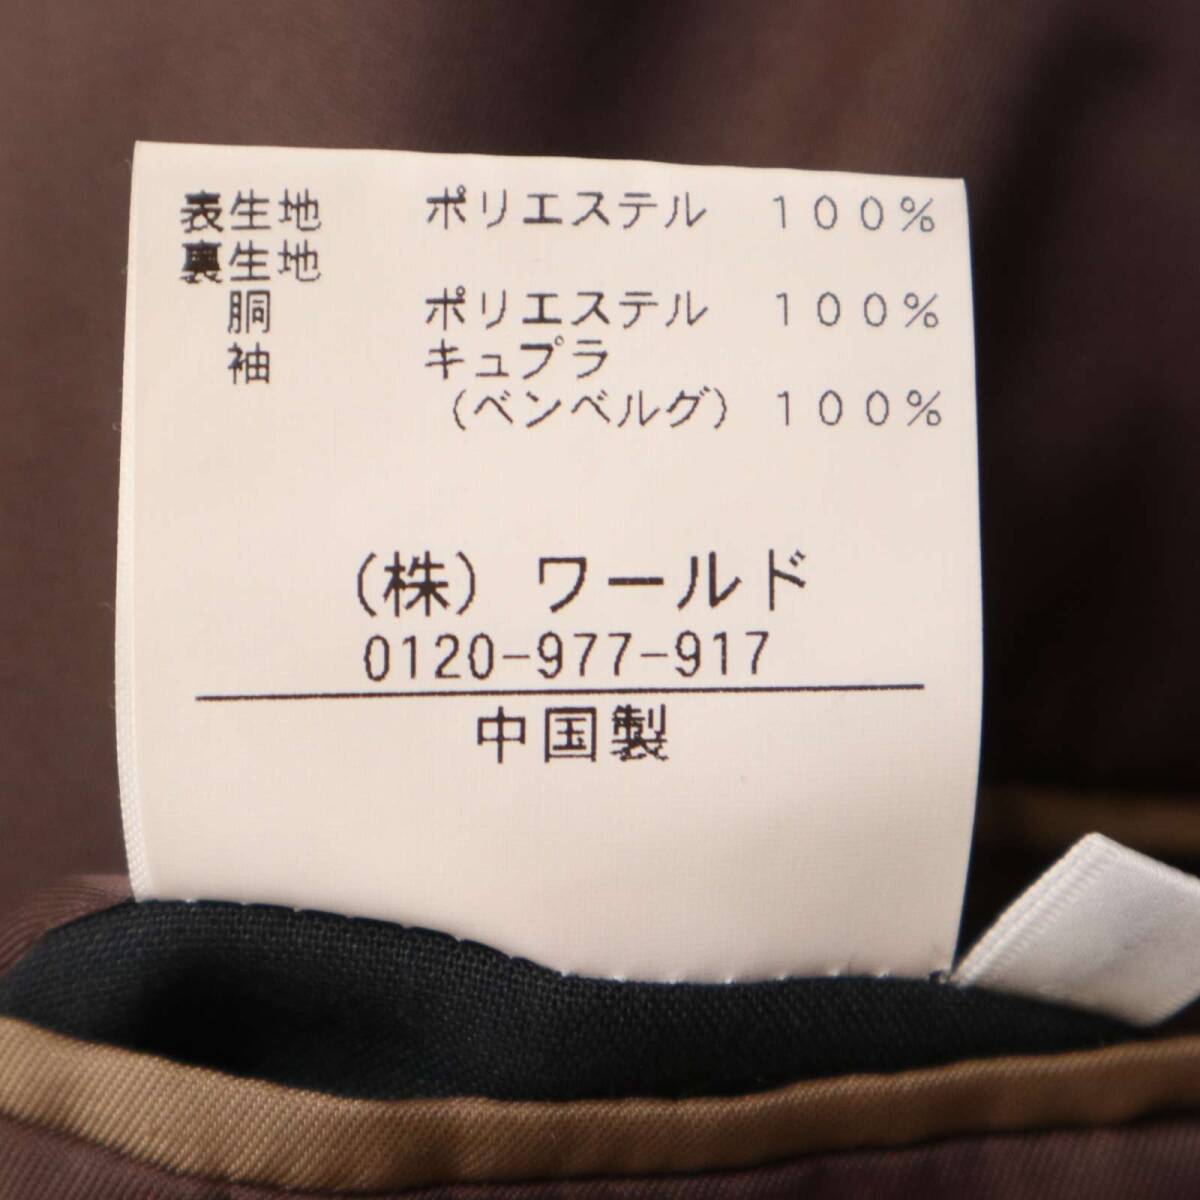 表生地 ポリエステル 100%
裏生地
胴 ポリエステル 100%
袖 キュプラ
(ベンベルグ) 100%
(株) ワールド
0120-977-917
中国製